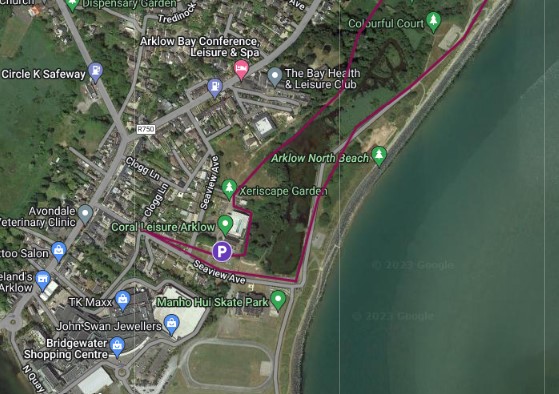 Church
Dispensary Garden
Tredinock
Ave
Colourful Court
Arklow Bay Conference,
Leisure & Spa
Circle K Safeway
The Bay Health
& Leisure Club
R750
Clogg Ln
Seaview Ave
Arklow North Beach
Xeriscape Garden
Clogg Ln
Avondale
Veterinary Clinic
Coral Leisure Arklow
P
ttoo Salon
Seaview Ave
© 2023 Google
eland's
Arklow
TK Maxx
Manho Hui Skate Park
John Swan Jewellers
© 2023 Google
Bridgewater
Shopping Centre
N Quay